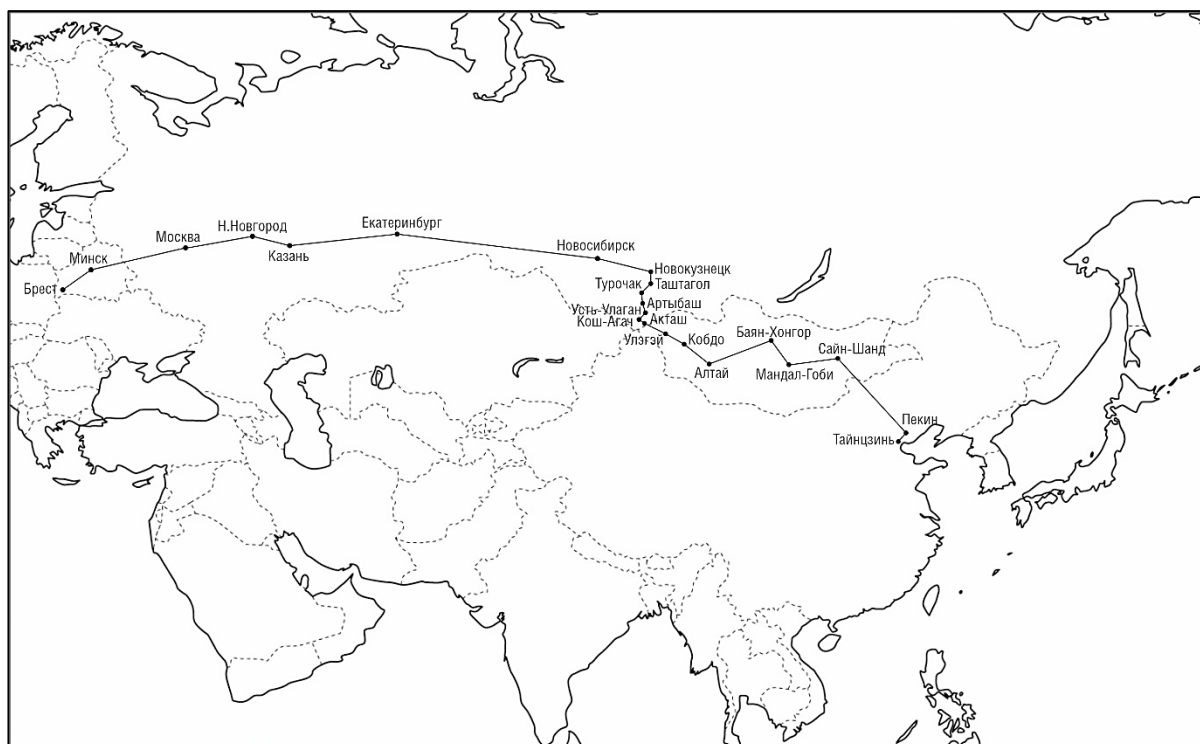 Екатеринбург
Н.Новгород
Москва
Новосибирск
Казань
Минск
Новокузнецк
Брест
Турочак
Таштагол
Артыбаш
Усть-Улаган
Кош-Агач
Акташ
Баян-Хонгор
Улэгэй
Кобдо
Сайн-Шанд
Алтай
Мандал-Гоби
Пекин
Тайнцзинь